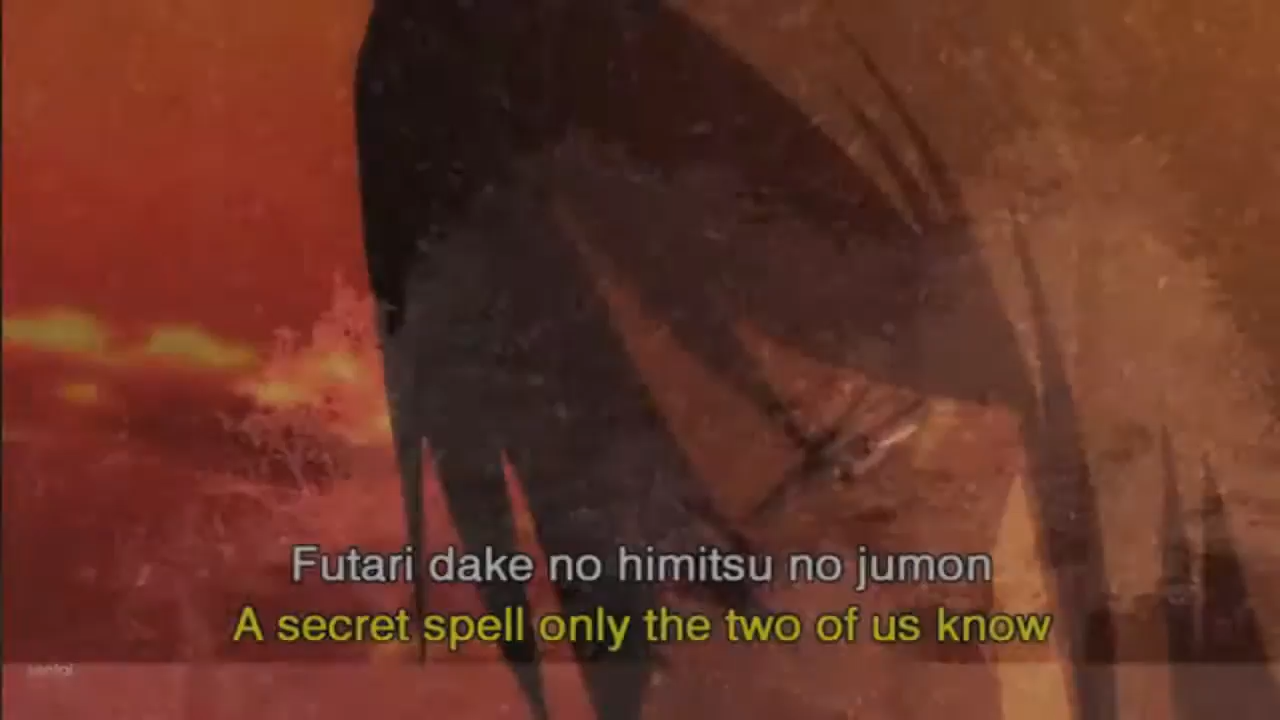 Futari dake no himitsu no jumon
A secret spell only the two of us know